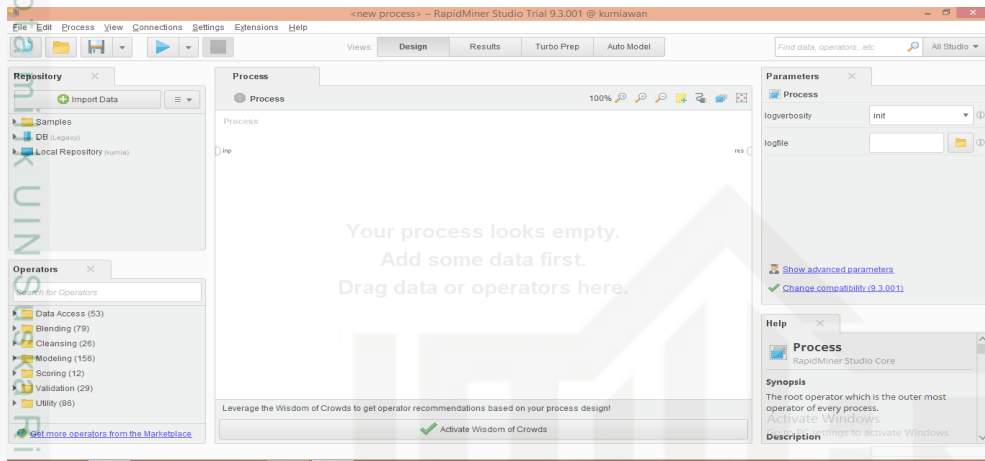 <new process> – RapidMiner Studio Trial 9.3.001 @ kurniawan
File Edit Process View Connections Settings Extensions Help
Views: Design Results Turbo Prep Auto Model
Find data, operators...etc
All Studio
Repository
Import Data
Samples
DB (Legacy)
Local Repository (kurnia)
Process
Process
100%
Process
inp
res
Your process looks empty.
Add some data first.
Drag data or operators here.
Leverage the Wisdom of Crowds to get operator recommendations based on your process design!
Activate Wisdom of Crowds
Operators
Search for Operators
Data Access (53)
Blending (79)
Cleansing (26)
Modeling (156)
Scoring (12)
Validation (29)
Utility (86)
Get more operators from the Marketplace
Parameters
Process
logverbosity init
logfile
Show advanced parameters
Change compatibility (9.3.001)
Help
Process
RapidMiner Studio Core
Synopsis
The root operator which is the outer most
operator of every process.
Description
Activate Windows
Go to PC settings to activate Windows.
milik UIN Suska Ri